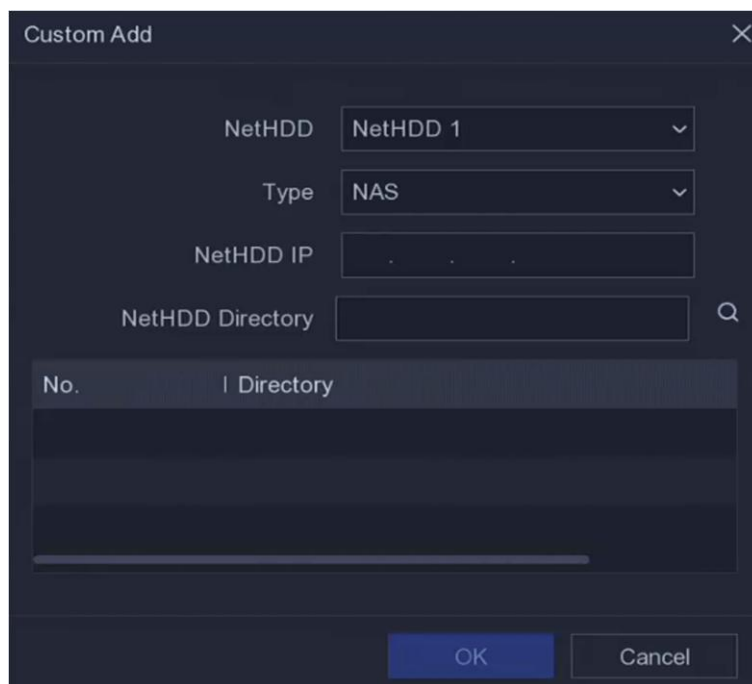 Custom Add
NetHDD NetHDD 1
Type NAS
NetHDD IP . . .
NetHDD Directory
No. Directory
OK Cancel